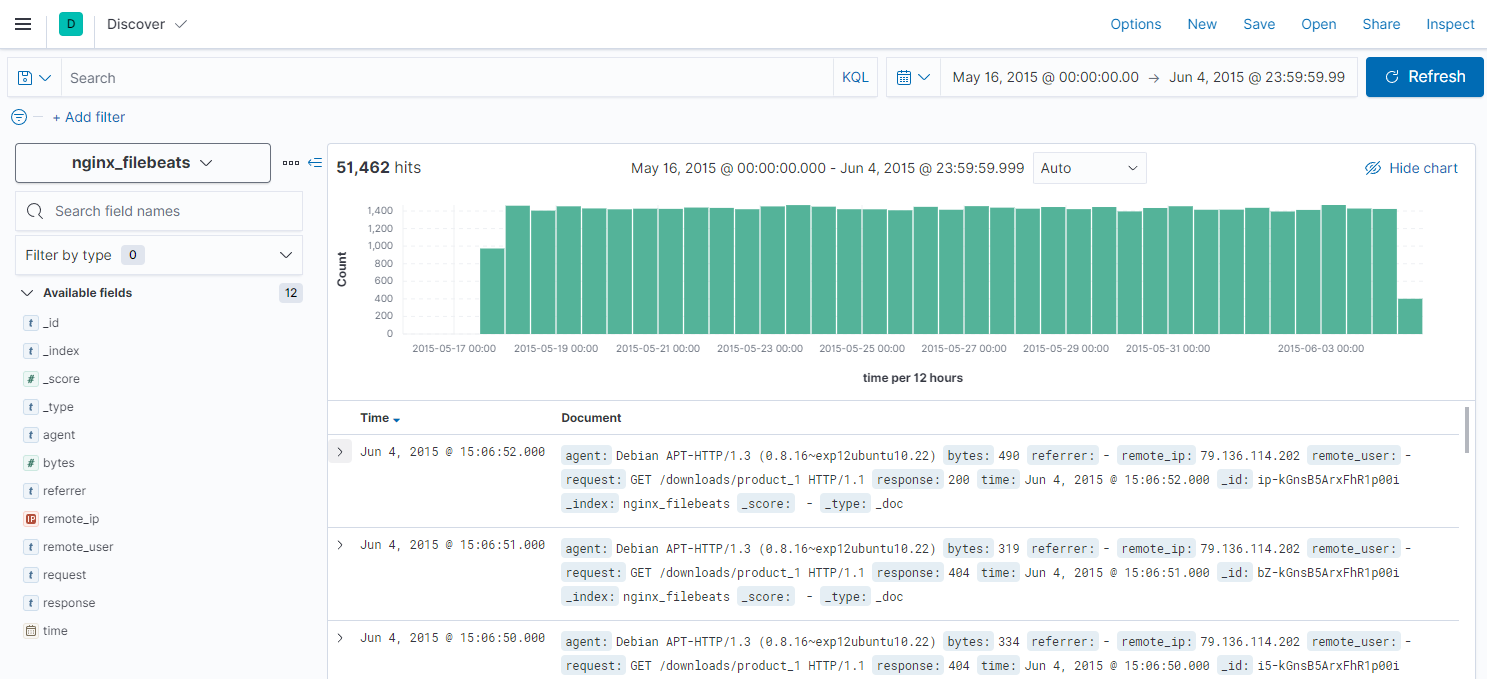 D Discover Options New Save Open Share Inspect
Search KQL May 16, 2015 @ 00:00:00.00 → Jun 4, 2015 @ 23:59:59.99 Refresh
+ Add filter
nginx_filebeats
Search field names
Filter by type 0
Available fields 12
t _id
t _index
# _score
t _type
t agent
# bytes
t referrer
IP remote_ip
t remote_user
t request
t response
time
51,462 hits May 16, 2015 @ 00:00:00.000 - Jun 4, 2015 @ 23:59:59.999 Auto Hide chart
Count
1,400
1,200
1,000
800
600
400
200
0
2015-05-17 00:00 2015-05-19 00:00 2015-05-21 00:00 2015-05-23 00:00 2015-05-25 00:00 2015-05-27 00:00 2015-05-29 00:00 2015-05-31 00:00 2015-06-03 00:00
time per 12 hours
Time Document
Jun 4, 2015 @ 15:06:52.000 agent: Debian APT-HTTP/1.3 (0.8.16~exp12ubuntu10.22) bytes: 490 referrer: - remote_ip: 79.136.114.202 remote_user: -
request: GET /downloads/product_1 HTTP/1.1 response: 200 time: Jun 4, 2015 @ 15:06:52.000 _id: ip-kGnsB5ArxFhR1p00i
_index: nginx_filebeats _score: - _type: _doc
Jun 4, 2015 @ 15:06:51.000 agent: Debian APT-HTTP/1.3 (0.8.16~exp12ubuntu10.22) bytes: 319 referrer: - remote_ip: 79.136.114.202 remote_user: -
request: GET /downloads/product_1 HTTP/1.1 response: 404 time: Jun 4, 2015 @ 15:06:51.000 _id: bZ-kGnsB5ArxFhR1p00i
_index: nginx_filebeats _score: - _type: _doc
Jun 4, 2015 @ 15:06:50.000 agent: Debian APT-HTTP/1.3 (0.8.16~exp12ubuntu10.22) bytes: 334 referrer: - remote_ip: 79.136.114.202 remote_user: -
request: GET /downloads/product_1 HTTP/1.1 response: 404 time: Jun 4, 2015 @ 15:06:50.000 _id: i5-kGnsB5ArxFhR1p00i